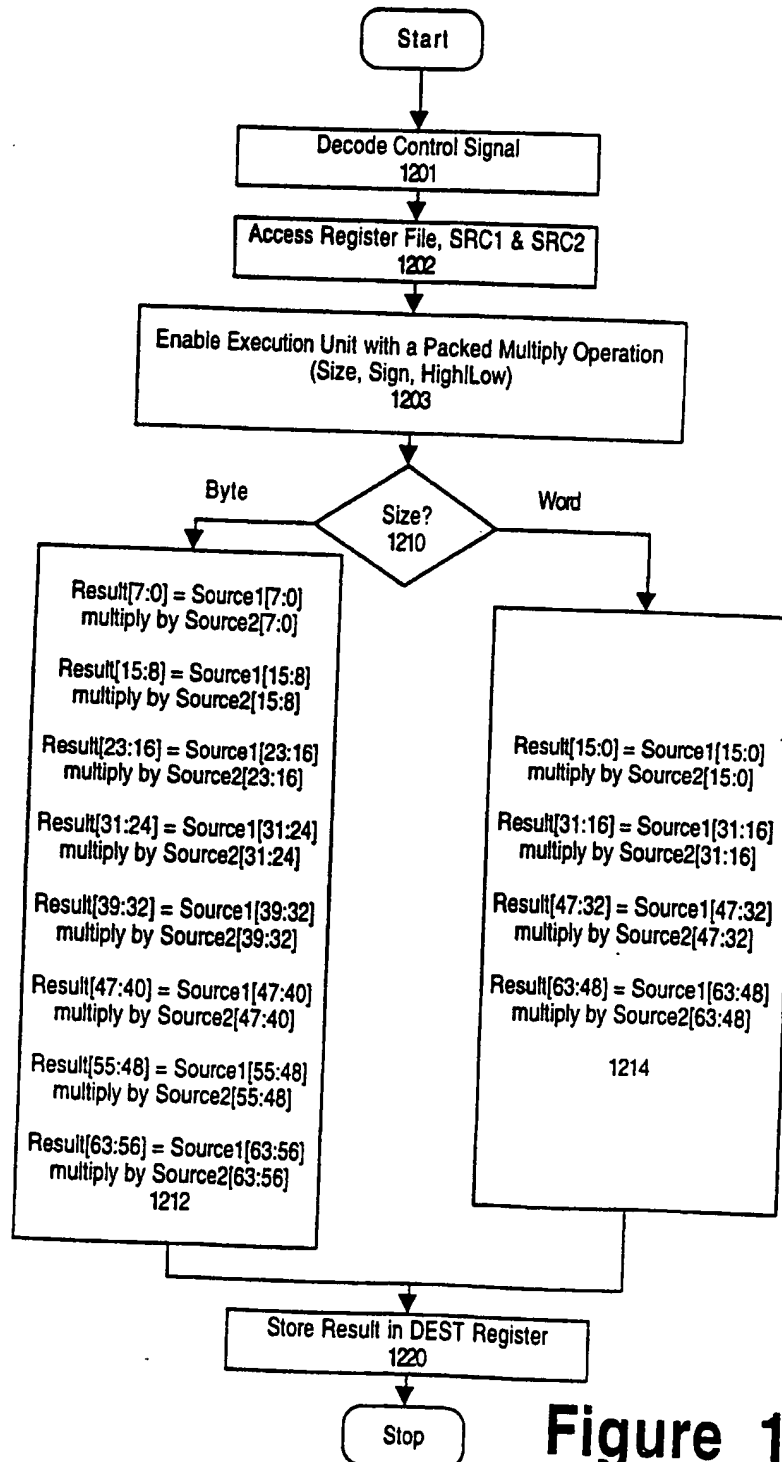 Start
Decode Control Signal
1201
Access Register File, SRC1 & SRC2
1202
Enable Execution Unit with a Packed Multiply Operation
(Size, Sign, High|Low)
1203
Byte
Size?
1210
Word
Result[7:0] = Source1[7:0]
multiply by Source2[7:0]
Result[15:8] = Source1[15:8]
multiply by Source2[15:8]
Result[23:16] = Source1[23:16]
multiply by Source2[23:16]
Result[31:24] = Source1[31:24]
multiply by Source2[31:24]
Result[39:32] = Source1[39:32]
multiply by Source2[39:32]
Result[47:40] = Source1[47:40]
multiply by Source2[47:40]
Result[55:48] = Source1[55:48]
multiply by Source2[55:48]
Result[63:56] = Source1[63:56]
multiply by Source2[63:56]
1212
Result[15:0] = Source1[15:0]
multiply by Source2[15:0]
Result[31:16] = Source1[31:16]
multiply by Source2[31:16]
Result[47:32] = Source1[47:32]
multiply by Source2[47:32]
Result[63:48] = Source1[63:48]
multiply by Source2[63:48]
1214
Store Result in DEST Register
1220
Stop
Figure 1